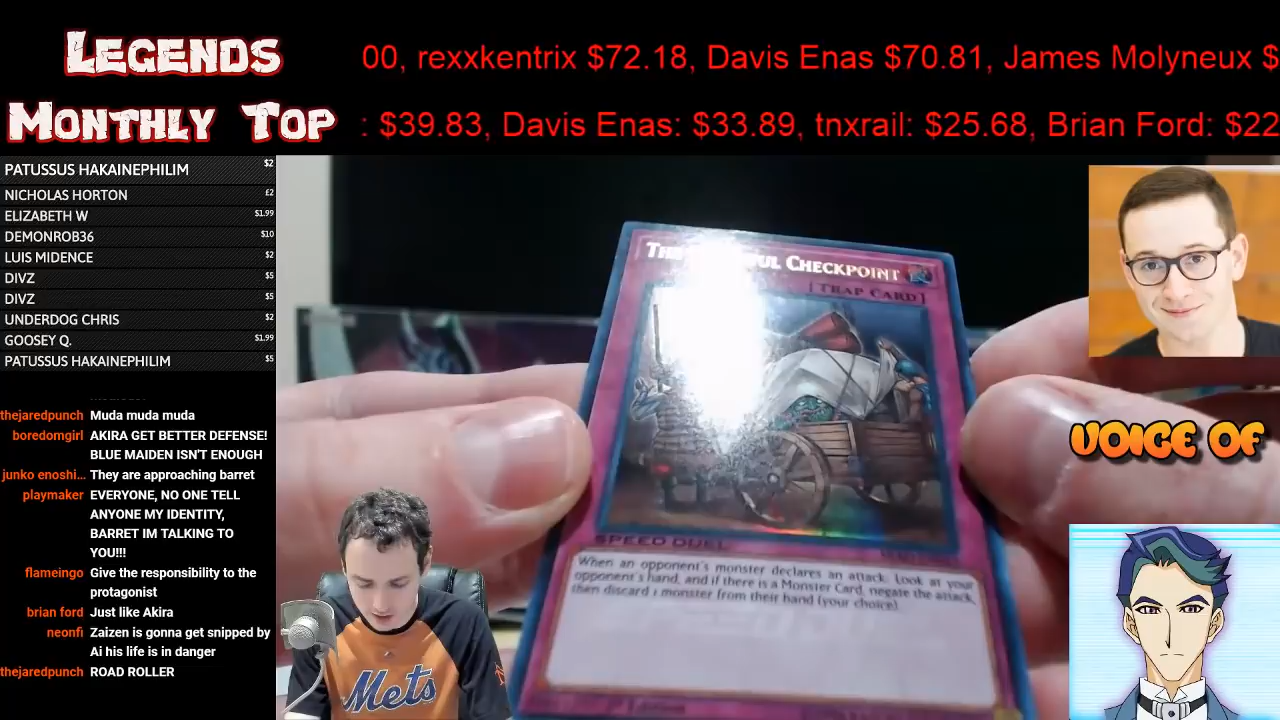 LEGENDS
MONTHLY TOP
00, rexxkentrix $72.18, Davis Enas $70.81, James Molyneux $
: $39.83, Davis Enas: $33.89, tnxrail: $25.68, Brian Ford: $22
PATUSSUS HAKAINEPHILIM $2
NICHOLAS HORTON £2
ELIZABETH W $1.99
DEMONROB36 $10
LUIS MIDENCE $2
DIVZ $5
DIVZ $5
UNDERDOG CHRIS $2
GOOSEY Q. $1.99
PATUSSUS HAKAINEPHILIM $5
thejaredpunch Muda muda muda
boredomgirl AKIRA GET BETTER DEFENSE!
BLUE MAIDEN ISN'T ENOUGH
junko enoshi... They are approaching barret
playmaker EVERYONE, NO ONE TELL
ANYONE MY IDENTITY,
BARRET IM TALKING TO
YOU!!!
flameingo Give the responsibility to the
protagonist
brian ford Just like Akira
neonfi Zaizen is gonna get snipped by
Ai his life is in danger
thejaredpunch ROAD ROLLER
Mets
CHECKPOINT
[TRAP CARD]
SPEED DUEL
When an opponent's monster declares an attack: Look at your
opponent's hand, and if there is a Monster Card, negate the attack,
then discard 1 monster from their hand (your choice).
VOICE OF